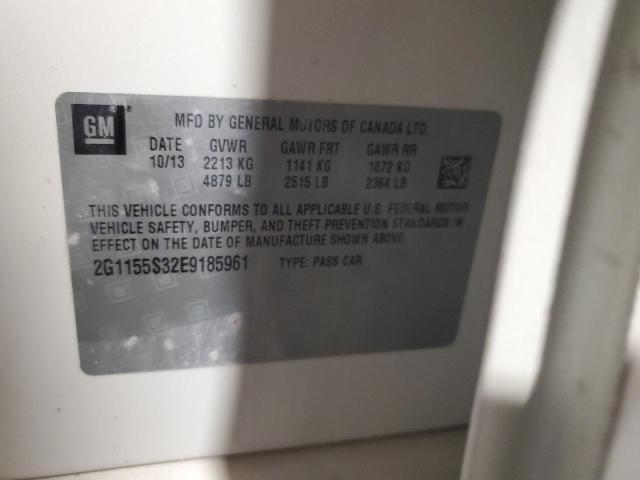 GM
MFD BY GENERAL MOTORS OF CANADA LTD.
DATE GVWR GAWR FRT GAWR RR
10/13 2213 KG 1141 KG 1072 KG
4879 LB 2515 LB 2364 LB
THIS VEHICLE CONFORMS TO ALL APPLICABLE U.S. FEDERAL MOTOR
VEHICLE SAFETY, BUMPER, AND THEFT PREVENTION STANDARDS IN
EFFECT ON THE DATE OF MANUFACTURE SHOWN ABOVE.
2G1155S32E9185961 TYPE: PASS CAR